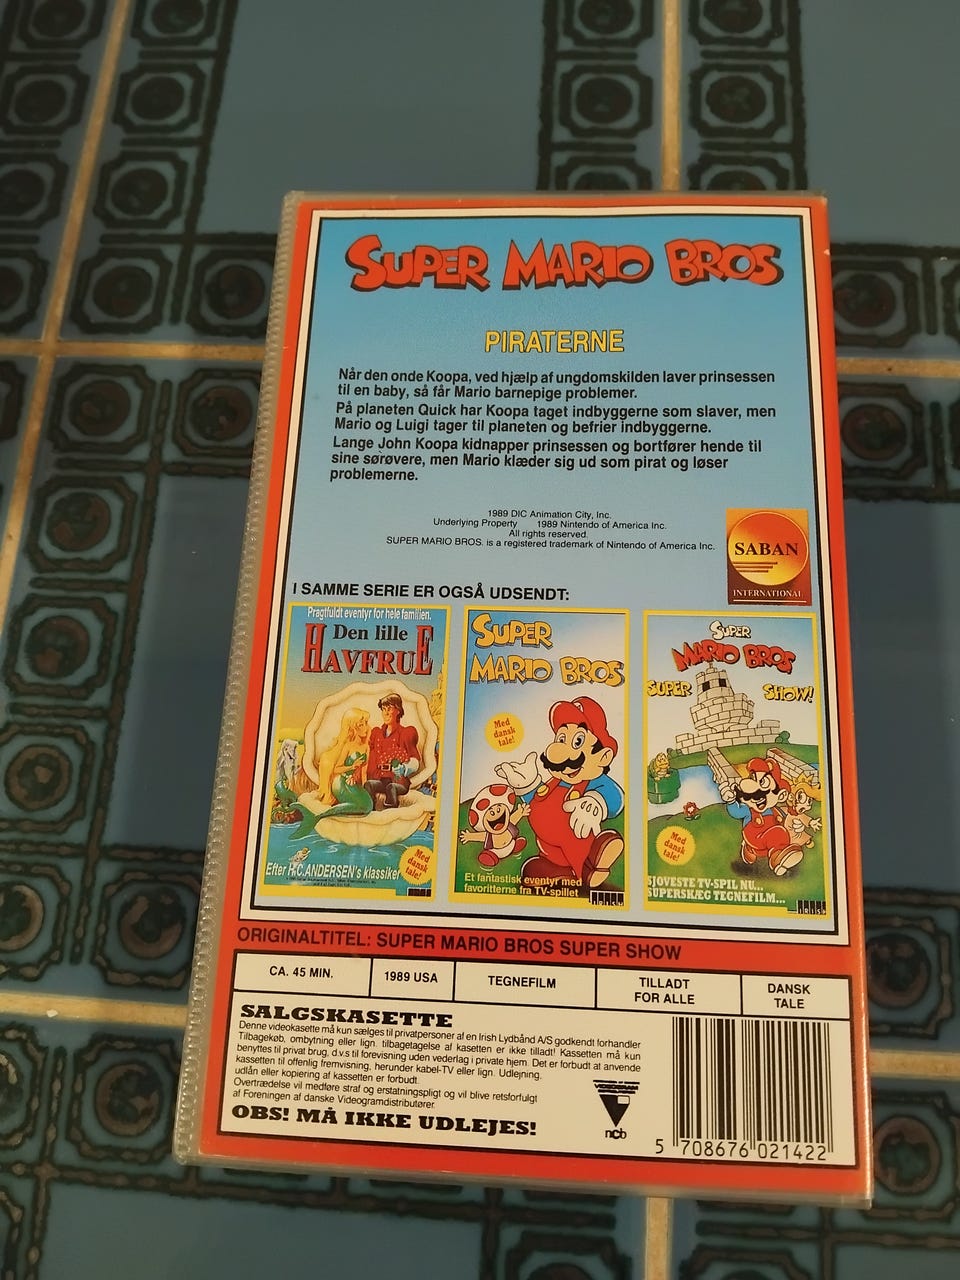 SUPER MARIO BROS
PIRATERNE
Når den onde Koopa, ved hjælp af ungdomskilden laver prinsessen
til en baby, så får Mario barnepige problemer.
På planeten Quick har Koopa taget indbyggerne som slaver, men
Mario og Luigi tager til planeten og befrier indbyggerne.
Lange John Koopa kidnapper prinsessen og bortfører hende til
sine sørøvere, men Mario klæder sig ud som pirat og løser
problemerne.
1989 DIC Animation City, Inc.
Underlying Property 1989 Nintendo of America Inc.
All rights reserved.
SUPER MARIO BROS. is a registered trademark of Nintendo of America Inc.
SABAN
INTERNATIONAL
I SAMME SERIE ER OGSÅ UDSENDT:
Pragtfuldt eventyr for hele familien.
Den lille
HAVFRUE
Med
dansk
tale!
Efter H.C.ANDERSEN's klassiker
SUPER
MARIO BROS
Med
dansk
tale!
Et fantastisk eventyr med
favoritterne fra TV-spillet
SUPER
MARIO BROS
SUPER SHOW!
Med
dansk
tale!
SJOVESTE TV-SPIL NU...
SUPERSKÆG TEGNEFILM...
ORIGINALTITEL: SUPER MARIO BROS SUPER SHOW
CA. 45 MIN.
1989 USA
TEGNEFILM
TILLADT
FOR ALLE
DANSK
TALE
SALGSKASETTE
Denne videokasette må kun sælges til privatpersoner af en Irish Lydbånd A/S godkendt forhandler
Tilbagekøb, ombytning eller lign. tilbagetagelse af kasetten er ikke tilladt! Kassetten må kun
benyttes til privat brug, d.v.s til forevisning uden vederlag i private hjem. Det er forbudt at anvende
kassetten til offenlig fremvisning, herunder kabel-TV eller lign. Udlejning,
udlån eller kopiering af kassetten er forbudt.
Overtrædelse vil medføre straf og erstatningspligt og vil blive retsforfulgt
af Foreningen af danske Videogramdistributører.
OBS! MÅ IKKE UDLEJES!
ncb
5 708676 021422